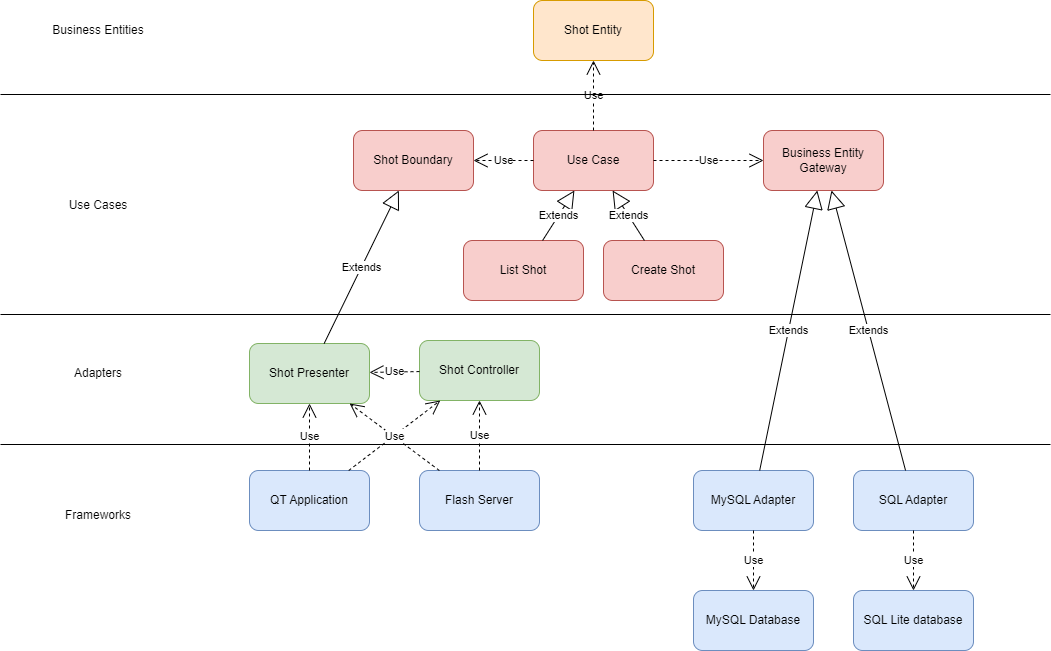 Business Entities
Shot Entity
Use
Use Cases
Shot Boundary
Use
Use Case
Use
Business Entity
Gateway
Extends
Extends
List Shot
Create Shot
Extends
Extends
Extends
Adapters
Shot Presenter
Use
Shot Controller
Use
Use
Use
Frameworks
QT Application
Flash Server
MySQL Adapter
SQL Adapter
Use
Use
MySQL Database
SQL Lite database